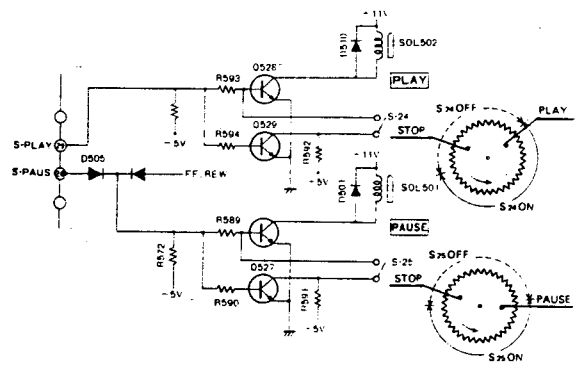 +11V
D510
SOL502
Q528
R593
PLAY
S24OFF
PLAY
S-24
STOP
Q529
R594
R592
-5V
-5V
S-PLAY
D505
+11V
S-PAUS
FF.REW
D501
SOL501
S24ON
R589
PAUSE
S25OFF
R572
S-25
STOP
Q527
PAUSE
-5V
R590
R591
-5V
S25ON